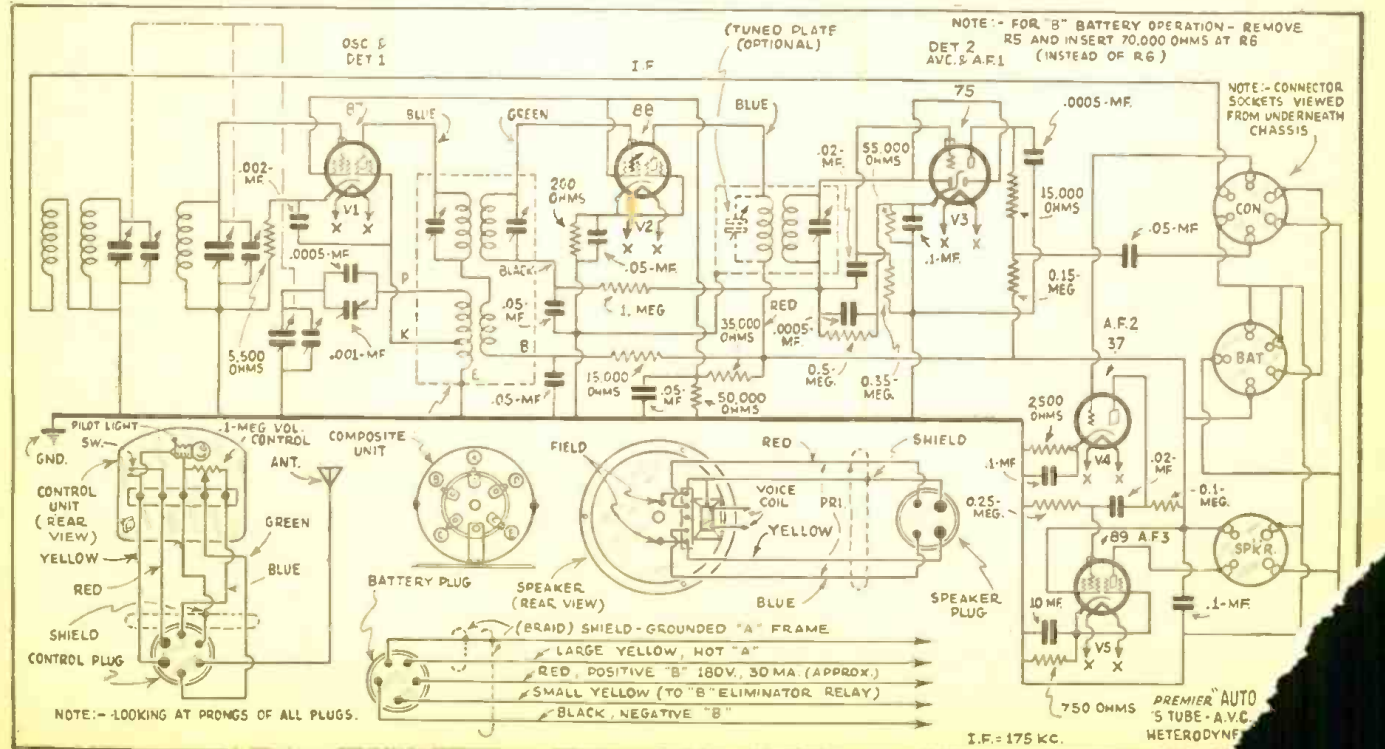 OSC &
DET 1
(TUNED PLATE
(OPTIONAL)
NOTE:- FOR "B" BATTERY OPERATION - REMOVE
R5 AND INSERT 70,000 OHMS AT R6
(INSTEAD OF R6)
DET 2
AVC. & A.F.1
I.F
NOTE:- CONNECTOR
SOCKETS VIEWED
FROM UNDERNEATH
CHASSIS
BLUE
GREEN
88
BLUE
75
.0005-MF.
.002-
MF.
V1
X X
200
OHMS
V2
X X
.02-
MF.
55,000
OHMS
V3
X X
15,000
OHMS
CON
.0005-MF
.05-MF.
.1-MF.
.05-MF
P
BLACK
0.15-
MEG
K
.05-
MF
1. MEG
RED
35,000
OHMS
.0005-
MF.
A.F.2
37
BAT
5,500
OHMS
.001-MF
B
E
.05-MF
15,000
OHMS
.05-
MF
50,000
OHMS
0.5-
MEG.
0.35-
MEG.
2500
OHMS
GND.
PILOT LIGHT
SW.
.1-MEG VOL.
CONTROL
ANT.
COMPOSITE
UNIT
FIELD
RED
SHIELD
.1-MF
V4
X X
.02-
MF
CONTROL
UNIT
(REAR
VIEW)
VOICE
COIL
PRI
YELLOW
0.25-
MEG.
0.1-
MEG.
GREEN
YELLOW
89 A.F.3
SPKR.
RED
BLUE
BATTERY PLUG
SPEAKER
(REAR VIEW)
BLUE
SPEAKER
PLUG
10 MF.
.1-MF.
SHIELD
(BRAID) SHIELD-GROUNDED "A" FRAME
V5
X X
CONTROL PLUG
LARGE YELLOW, HOT "A"
RED, POSITIVE "B" 180V., 30 MA. (APPROX.)
SMALL YELLOW (TO "B" ELIMINATOR RELAY)
BLACK, NEGATIVE "B"
750 OHMS
NOTE:- LOOKING AT PRONGS OF ALL PLUGS.
I.F.= 175 KC.
PREMIER" AUTO
5 TUBE - A.V.C.
HETERODYNE